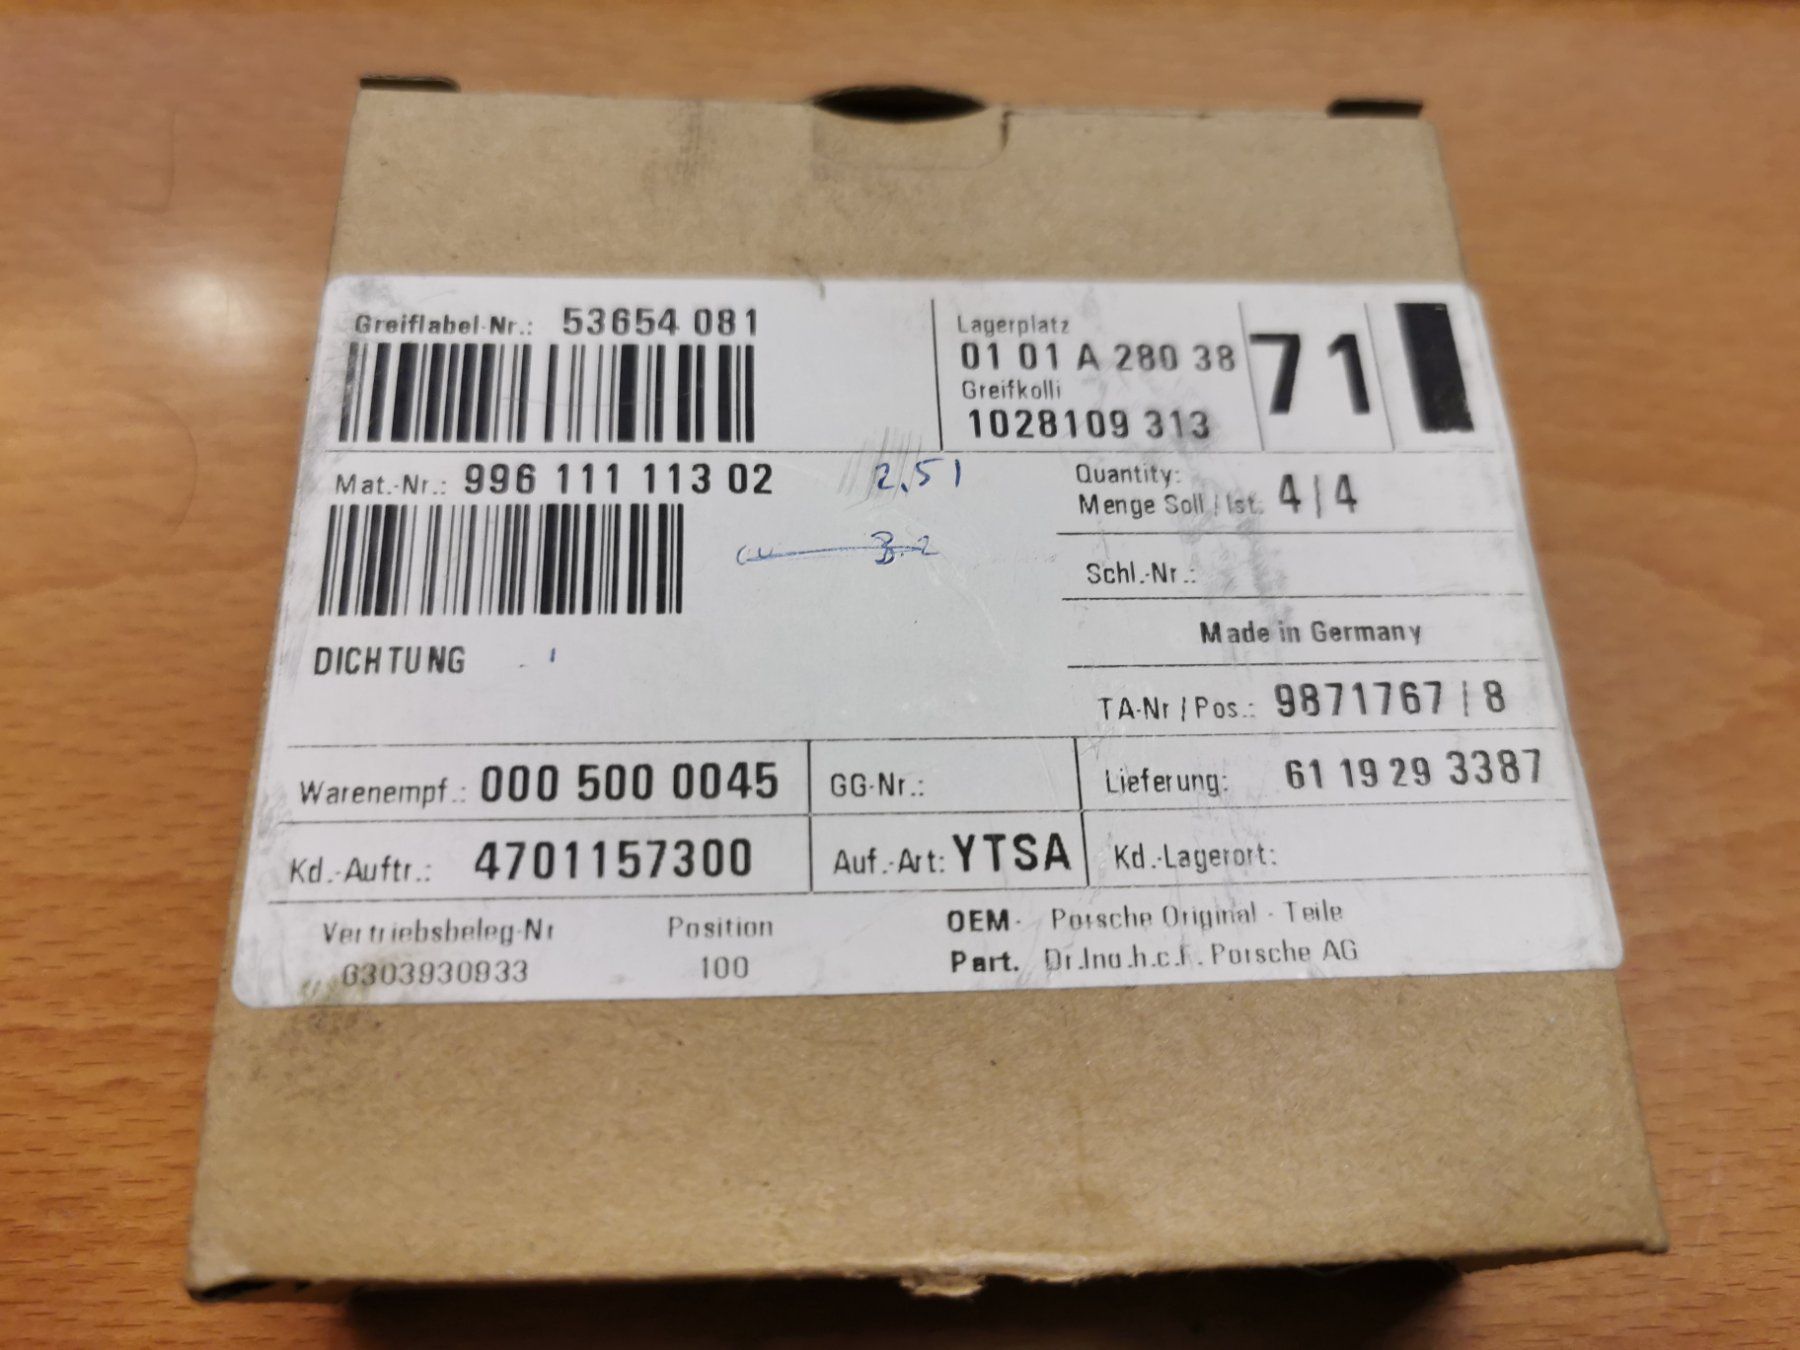 Greiflabel-Nr.: 53654 081
Lagerplatz
01 01 A 280 38
71
Greifkolli
1028109 313
Mat.-Nr.: 996 111 113 02
2.51
Quantity:
Menge Soll / Ist: 4 | 4
3.2
Schl.-Nr.:
Made in Germany
DICHTUNG
TA-Nr / Pos.: 9871767 | 8
Warenempf.: 000 500 0045
GG-Nr.:
Lieferung: 61 19 29 3387
Kd.-Auftr.: 4701157300
Auf.-Art: YTSA
Kd.-Lagerort:
Vertriebsbeleg-Nr
Position
OEM- Porsche Original - Teile
6303930933
100
Part. Dr.Ing.h.c.F. Porsche AG